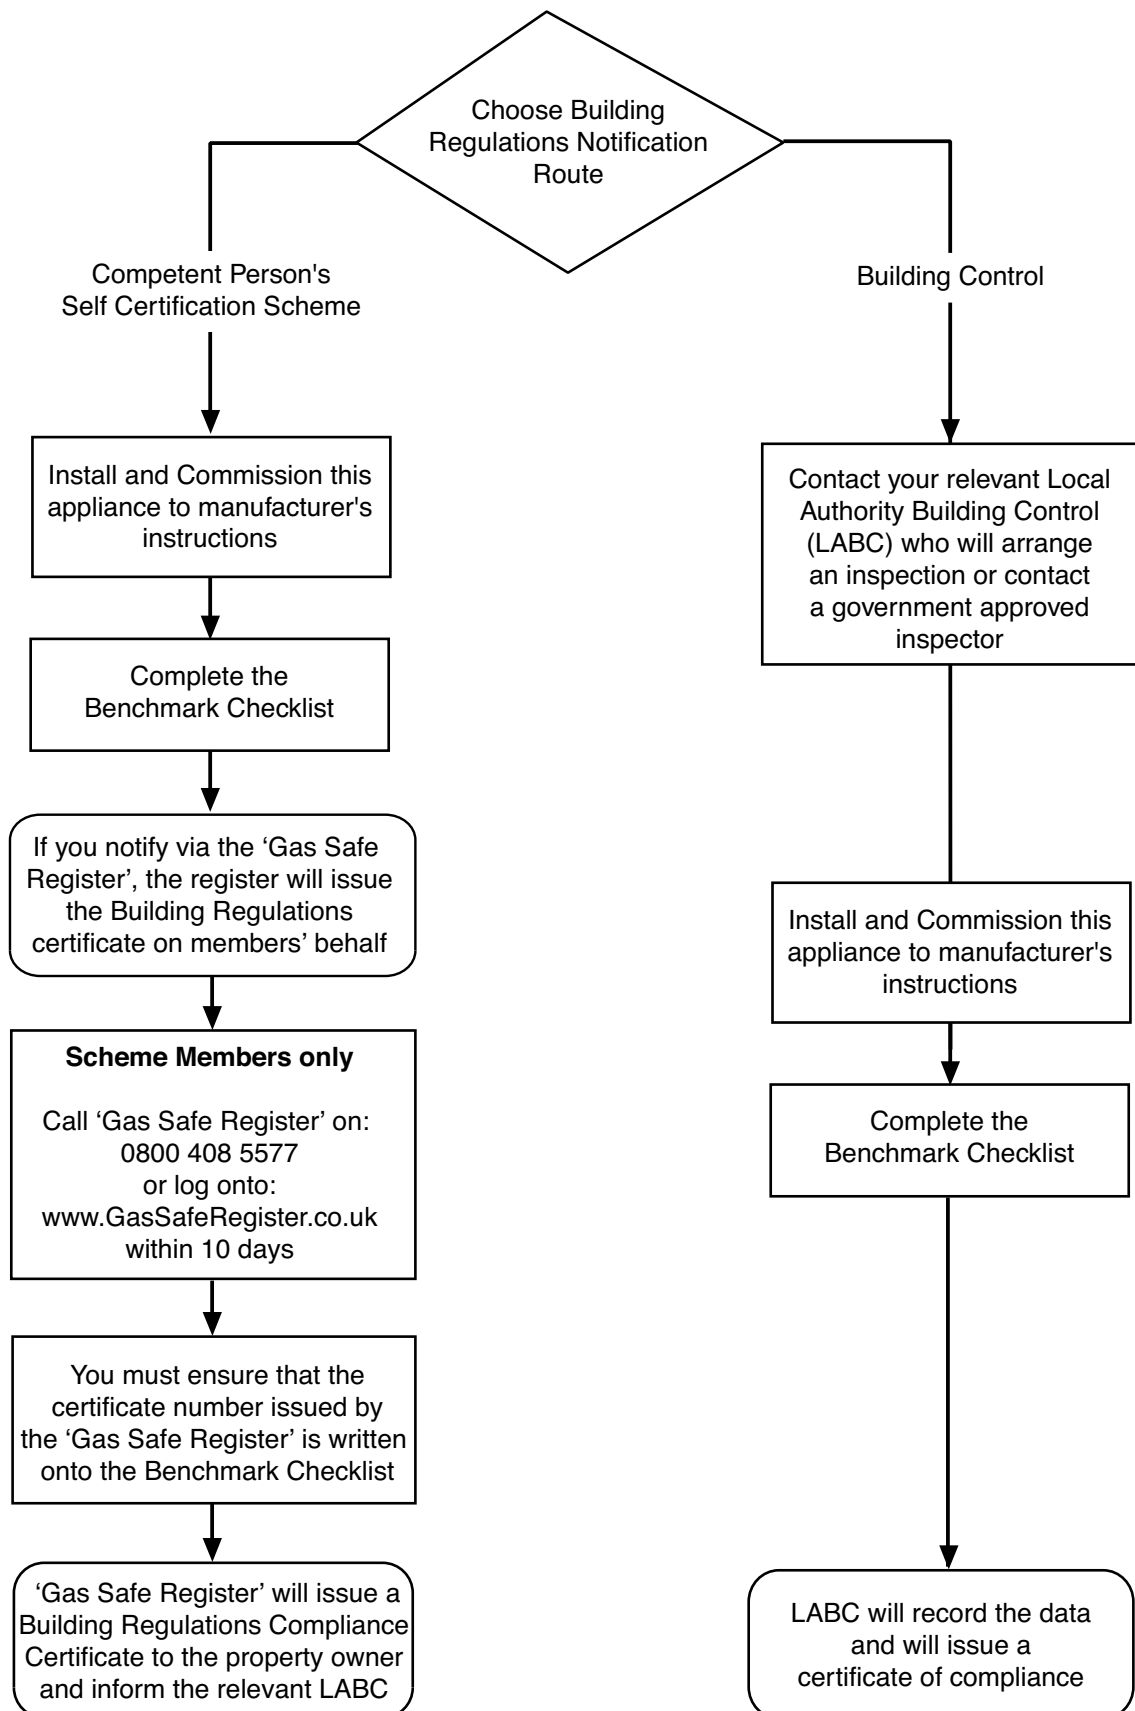 Choose Building
Regulations Notification
Route
Competent Person's
Self Certification Scheme
Building Control
Install and Commission this
appliance to manufacturer's
instructions
Complete the
Benchmark Checklist
If you notify via the ‘Gas Safe
Register’, the register will issue
the Building Regulations
certificate on members’ behalf
Scheme Members only
Call ‘Gas Safe Register’ on:
0800 408 5577
or log onto:
www.GasSafeRegister.co.uk
within 10 days
You must ensure that the
certificate number issued by
the ‘Gas Safe Register’ is written
onto the Benchmark Checklist
‘Gas Safe Register’ will issue a
Building Regulations Compliance
Certificate to the property owner
and inform the relevant LABC
Contact your relevant Local
Authority Building Control
(LABC) who will arrange
an inspection or contact
a government approved
inspector
Install and Commission this
appliance to manufacturer's
instructions
Complete the
Benchmark Checklist
LABC will record the data
and will issue a
certificate of compliance